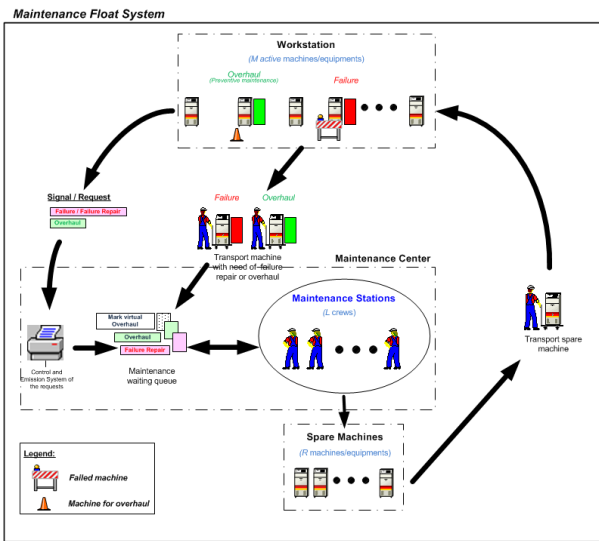 Maintenance Float System
Workstation
(M active machines/equipments)
Overhaul
(Preventive maintenance)
Failure
Signal / Request
Failure / Failure Repair
Overhaul
Failure
Overhaul
Transport machine
with need of failure
repair or overhaul
Maintenance Center
Mark virtual
Overhaul
Overhaul
Failure Repair
Maintenance
waiting queue
Control and
Emission System of
the requests
Maintenance Stations
(L crews)
Transport spare
machine
Spare Machines
(R machines/equipments)
Legend:
Failed machine
Machine for overhaul